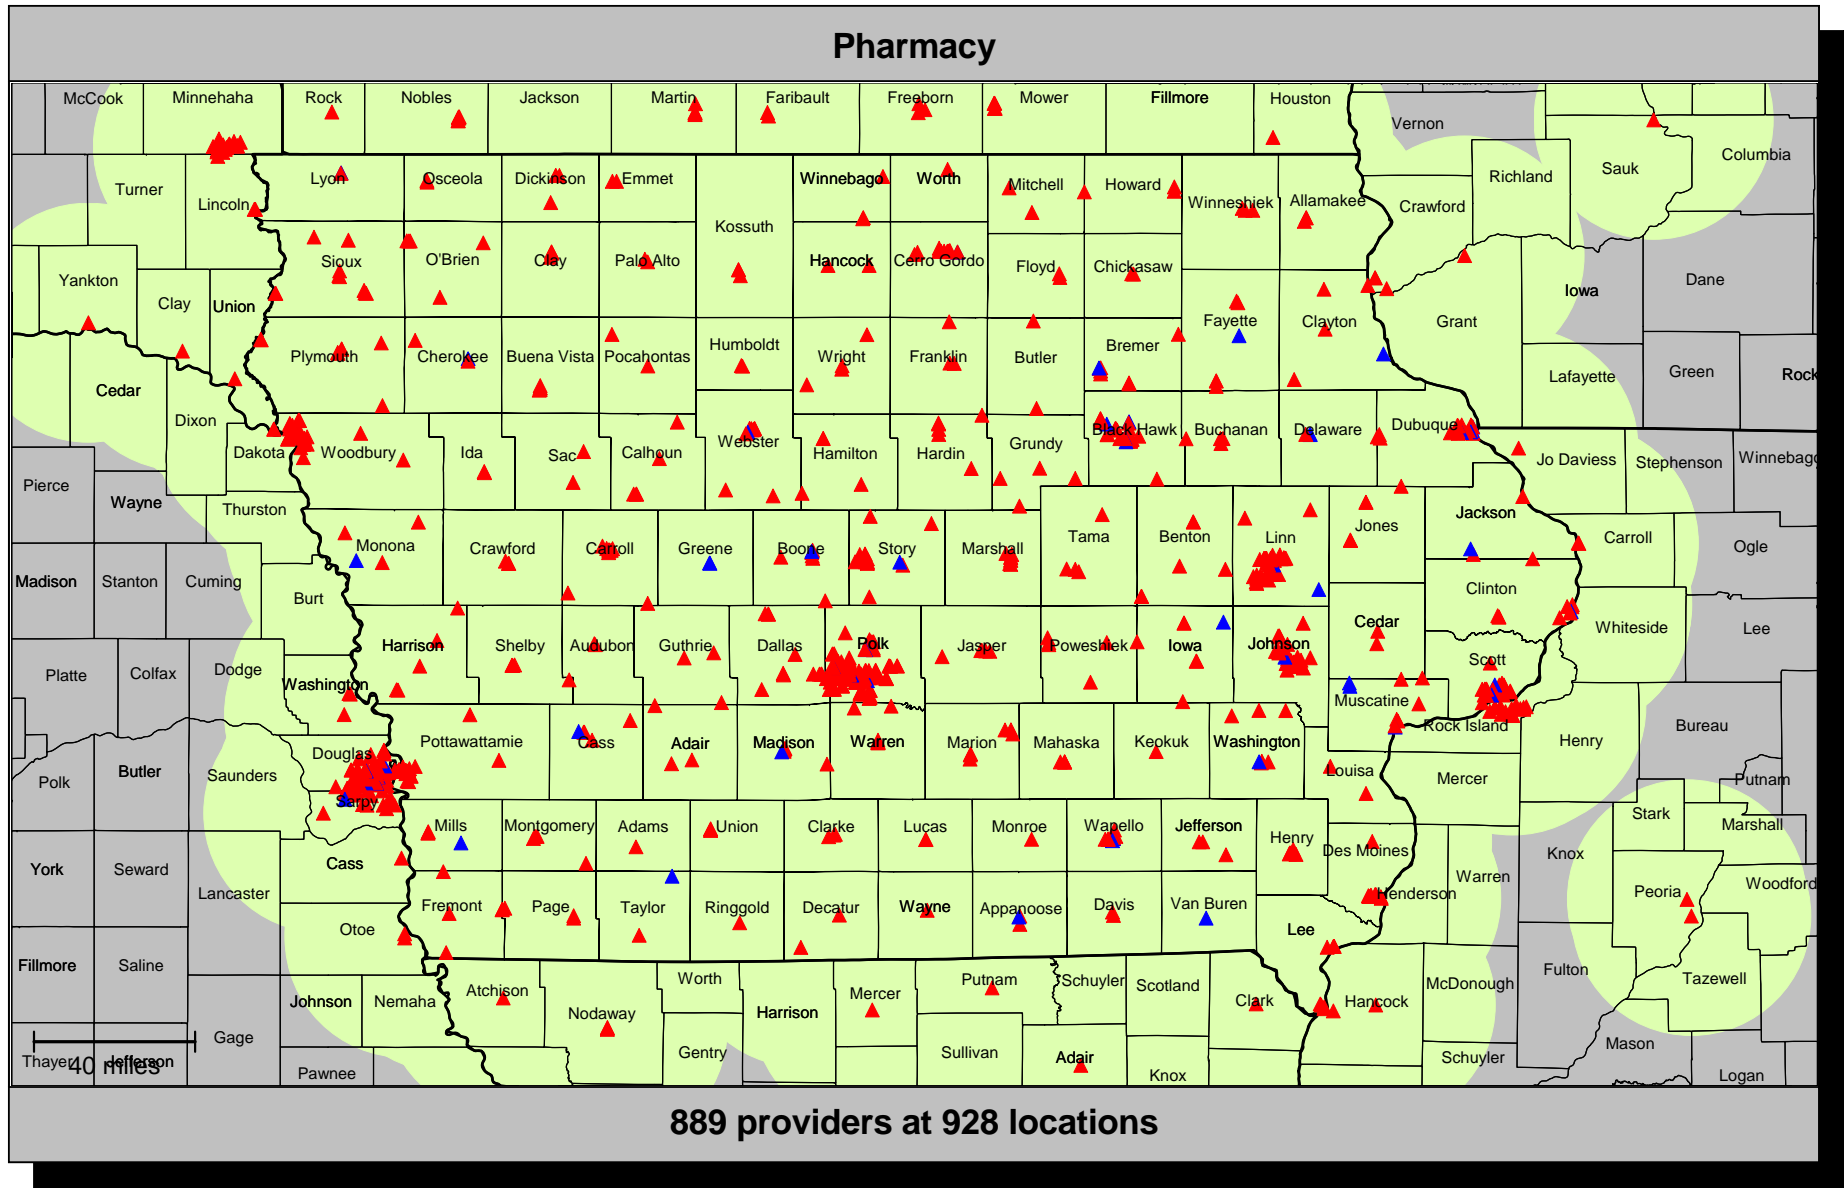 Pharmacy
McCook Minnehaha Rock Nobles Jackson Martin Faribault Freeborn Mower Fillmore Houston
Vernon
Sauk Columbia
Turner Lyon Osceola Dickinson Emmet Winnebago Worth Mitchell Howard Richland
Lincoln Winneshiek Allamakee Crawford
Kossuth
Yankton Sioux O'Brien Clay Palo Alto Hancock Cerro Gordo Floyd Chickasaw Dane
Clay Union Iowa
Fayette Clayton Grant
Plymouth Cherokee Buena Vista Pocahontas Humboldt Wright Franklin Butler Bremer
Cedar Lafayette Green Rock
Dixon
Black Hawk Buchanan Delaware Dubuque
Dakota Woodbury Ida Sac Calhoun Webster Hamilton Hardin Grundy
Jo Daviess Stephenson Winnebago
Pierce
Wayne Thurston
Jackson
Monona Crawford Carroll Greene Boone Story Marshall Tama Benton Linn Jones Carroll Ogle
Madison Stanton Cuming
Burt Clinton
Harrison Shelby Audubon Guthrie Dallas Polk Jasper Poweshiek Iowa Johnson Cedar Whiteside Lee
Platte Colfax Dodge Scott
Washington
Muscatine
Rock Island Bureau
Douglas Pottawattamie Cass Adair Madison Warren Marion Mahaska Keokuk Washington Henry
Polk Butler Saunders Louisa Mercer Putnam
Sarpy
Mills Montgomery Adams Union Clarke Lucas Monroe Wapello Jefferson Henry Stark Marshall
York Seward Cass Des Moines Knox
Lancaster Warren Peoria Woodford
Henderson
Fremont Page Taylor Ringgold Decatur Wayne Appanoose Davis Van Buren
Otoe Lee
Fillmore Saline Fulton
Johnson Nemaha Atchison Worth Mercer Putnam Schuyler Scotland Clark Hancock McDonough Tazewell
Nodaway Harrison
Gage
Gentry Sullivan Adair Schuyler Mason
Thayer Jefferson
40 miles
Pawnee Knox Logan
889 providers at 928 locations